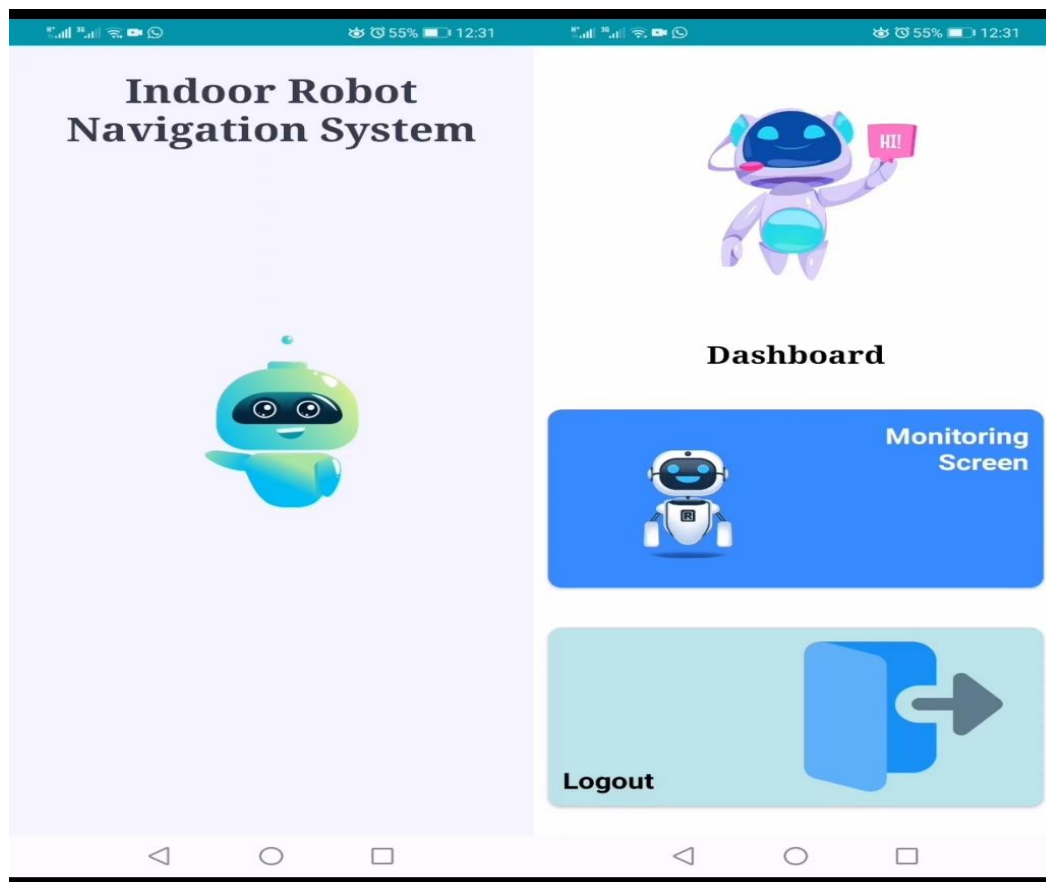 55% 12:31
Indoor Robot
Navigation System
55% 12:31
HI!
Dashboard
Monitoring
Screen
R
Logout